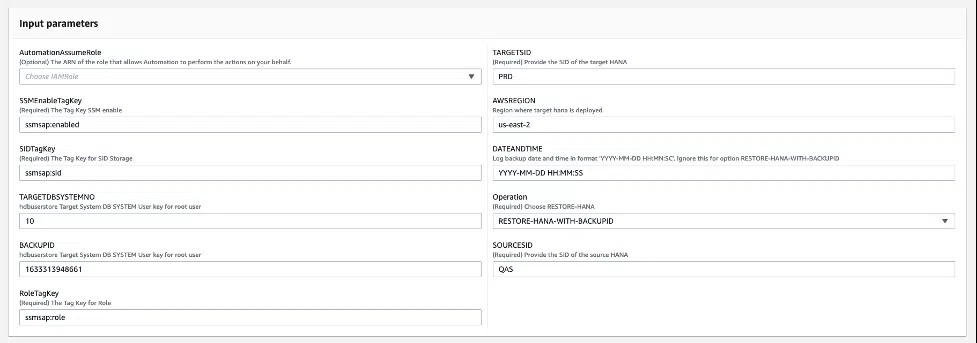 Input parameters
AutomationAssumeRole
(Optional) The ARN of the role that allows Automation to perform the actions on your behalf.
Choose IAMRole
SSMEnableTagKey
(Required) The Tag Key SSM enable
ssmsap:enabled
SIDTagKey
(Required) The Tag Key for SID Storage
ssmsap:sid
TARGETDBSYSTEMNO
hdbuserstore Target System DB SYSTEM User key for root user
10
BACKUPID
hdbuserstore Target System DB SYSTEM User key for root user
1633313948661
RoleTagKey
(Required) The Tag Key for Role
ssmsap:role
TARGETSID
(Required) Provide the SID of the target HANA
PRD
AWSREGION
Region where target hana is deployed
us-east-2
DATEANDTIME
Log backup date and time in format 'YYYY-MM-DD HH:MN:SC'. Ignore this for option RESTORE-HANA-WITH-BACKUPID
YYYY-MM-DD HH:MM:SS
Operation
(Required) Choose RESTORE-HANA
RESTORE-HANA-WITH-BACKUPID
SOURCESID
(Required) Provide the SID of the source HANA
QAS